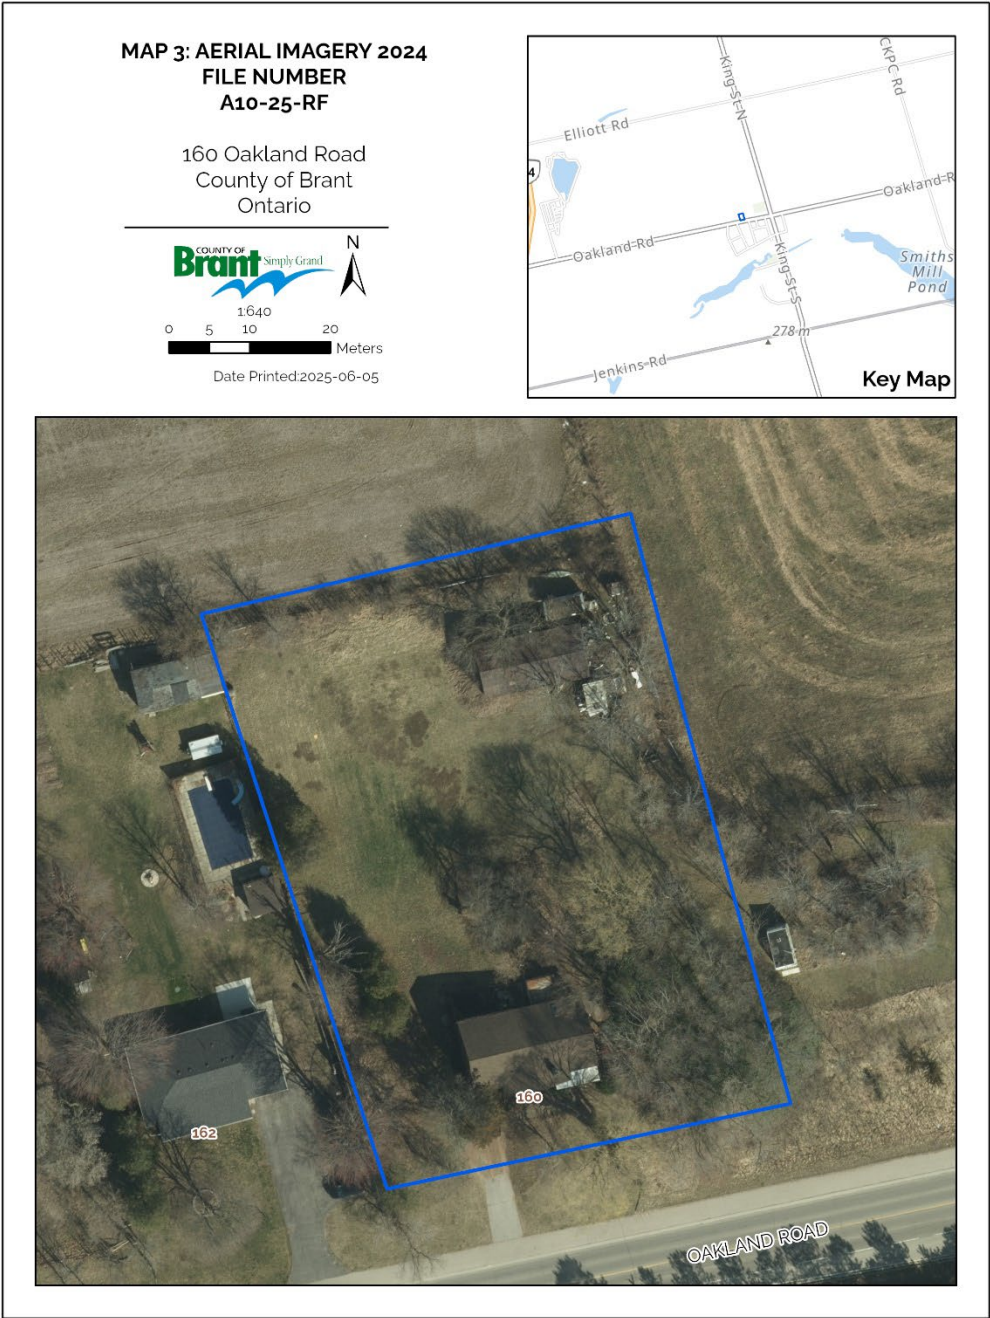 MAP 3: AERIAL IMAGERY 2024
FILE NUMBER
A10-25-RF
160 Oakland Road
County of Brant
Ontario
COUNTY OF
Brant Simply Grand
N
1:640
0 5 10 20
Meters
Date Printed:2025-06-05
King St N
CKPC Rd
Elliott Rd
4
Oakland R
Oakland Rd
King St S
Smiths
Mill
Pond
278 m
Jenkins Rd
Key Map
160
162
OAKLAND ROAD